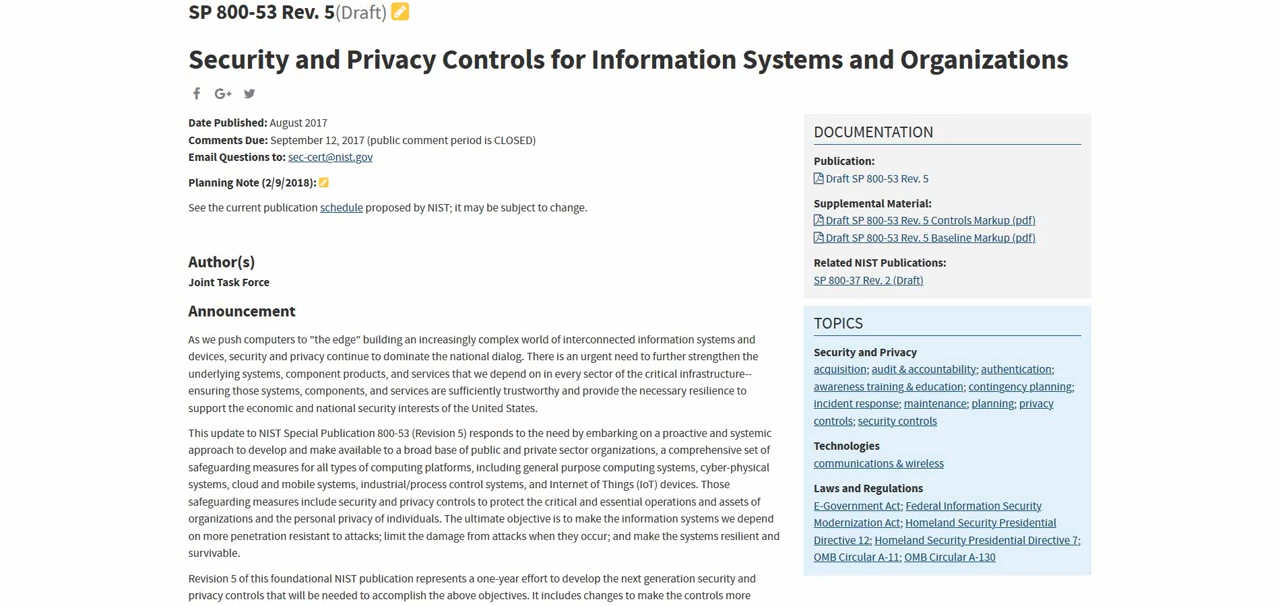 SP 800-53 Rev. 5(Draft)
Security and Privacy Controls for Information Systems and Organizations
G+
Date Published: August 2017
Comments Due: September 12, 2017 (public comment period is CLOSED)
Email Questions to: sec-cert@nist.gov
Planning Note (2/9/2018):
See the current publication schedule proposed by NIST; it may be subject to change.
Author(s)
Joint Task Force
Announcement
As we push computers to "the edge" building an increasingly complex world of interconnected information systems and
devices, security and privacy continue to dominate the national dialog. There is an urgent need to further strengthen the
underlying systems, component products, and services that we depend on in every sector of the critical infrastructure--
ensuring those systems, components, and services are sufficiently trustworthy and provide the necessary resilience to
support the economic and national security interests of the United States.
This update to NIST Special Publication 800-53 (Revision 5) responds to the need by embarking on a proactive and systemic
approach to develop and make available to a broad base of public and private sector organizations, a comprehensive set of
safeguarding measures for all types of computing platforms, including general purpose computing systems, cyber-physical
systems, cloud and mobile systems, industrial/process control systems, and Internet of Things (IoT) devices. Those
safeguarding measures include security and privacy controls to protect the critical and essential operations and assets of
organizations and the personal privacy of individuals. The ultimate objective is to make the information systems we depend
on more penetration resistant to attacks; limit the damage from attacks when they occur; and make the systems resilient and
survivable.
Revision 5 of this foundational NIST publication represents a one-year effort to develop the next generation security and
privacy controls that will be needed to accomplish the above objectives. It includes changes to make the controls more
DOCUMENTATION
Publication:
Draft SP 800-53 Rev. 5
Supplemental Material:
Draft SP 800-53 Rev. 5 Controls Markup (pdf)
Draft SP 800-53 Rev. 5 Baseline Markup (pdf)
Related NIST Publications:
SP 800-37 Rev. 2 (Draft)
TOPICS
Security and Privacy
acquisition; audit & accountability; authentication;
awareness training & education; contingency planning;
incident response; maintenance; planning; privacy
controls; security controls
Technologies
communications & wireless
Laws and Regulations
E-Government Act; Federal Information Security
Modernization Act; Homeland Security Presidential
Directive 12; Homeland Security Presidential Directive 7;
OMB Circular A-11; OMB Circular A-130